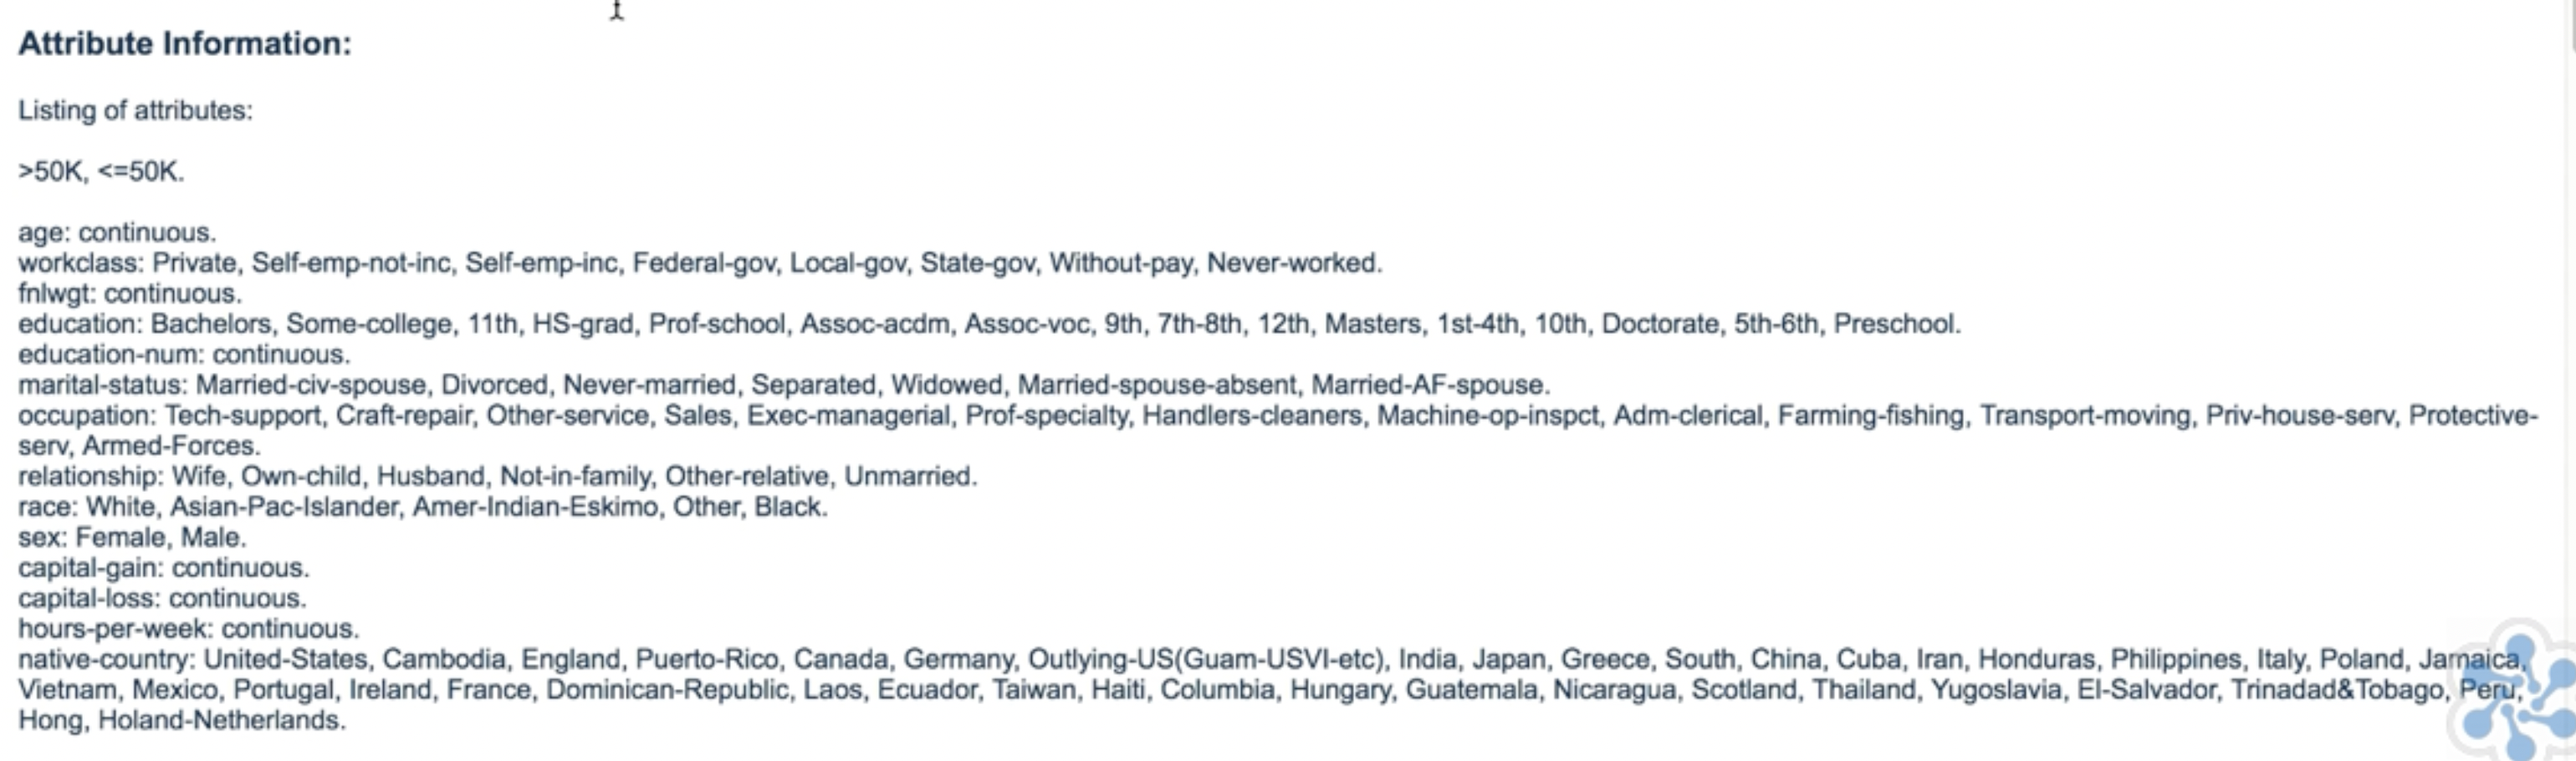 Attribute Information:
Listing of attributes:
>50K, <=50K.
age: continuous.
workclass: Private, Self-emp-not-inc, Self-emp-inc, Federal-gov, Local-gov, State-gov, Without-pay, Never-worked.
fnlwgt: continuous.
education: Bachelors, Some-college, 11th, HS-grad, Prof-school, Assoc-acdm, Assoc-voc, 9th, 7th-8th, 12th, Masters, 1st-4th, 10th, Doctorate, 5th-6th, Preschool.
education-num: continuous.
marital-status: Married-civ-spouse, Divorced, Never-married, Separated, Widowed, Married-spouse-absent, Married-AF-spouse.
occupation: Tech-support, Craft-repair, Other-service, Sales, Exec-managerial, Prof-specialty, Handlers-cleaners, Machine-op-inspct, Adm-clerical, Farming-fishing, Transport-moving, Priv-house-serv, Protective-
serv, Armed-Forces.
relationship: Wife, Own-child, Husband, Not-in-family, Other-relative, Unmarried.
race: White, Asian-Pac-Islander, Amer-Indian-Eskimo, Other, Black.
sex: Female, Male.
capital-gain: continuous.
capital-loss: continuous.
hours-per-week: continuous.
native-country: United-States, Cambodia, England, Puerto-Rico, Canada, Germany, Outlying-US(Guam-USVI-etc), India, Japan, Greece, South, China, Cuba, Iran, Honduras, Philippines, Italy, Poland, Jamaica,
Vietnam, Mexico, Portugal, Ireland, France, Dominican-Republic, Laos, Ecuador, Taiwan, Haiti, Columbia, Hungary, Guatemala, Nicaragua, Scotland, Thailand, Yugoslavia, El-Salvador, Trinadad&Tobago, Peru,
Hong, Holand-Netherlands.